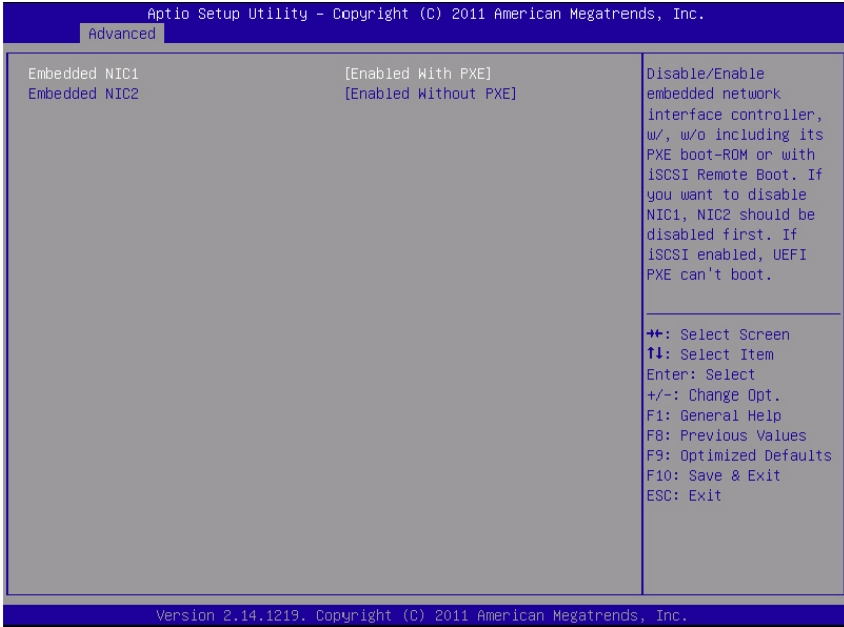 Aptio Setup Utility – Copyright (C) 2011 American Megatrends, Inc.
Advanced
Embedded NIC1 [Enabled With PXE]
Embedded NIC2 [Enabled Without PXE]
Disable/Enable
embedded network
interface controller,
w/, w/o including its
PXE boot-ROM or with
iSCSI Remote Boot. If
you want to disable
NIC1, NIC2 should be
disabled first. If
iSCSI enabled, UEFI
PXE can't boot.
→←: Select Screen
↑↓: Select Item
Enter: Select
+/-: Change Opt.
F1: General Help
F8: Previous Values
F9: Optimized Defaults
F10: Save & Exit
ESC: Exit
Version 2.14.1219. Copyright (C) 2011 American Megatrends, Inc.